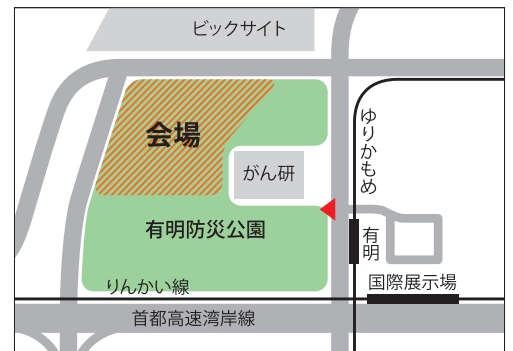 ビックサイト
会場
ゆりかもめ
がん研
有明防災公園
有明
国際展示場
りんかい線
首都高速湾岸線